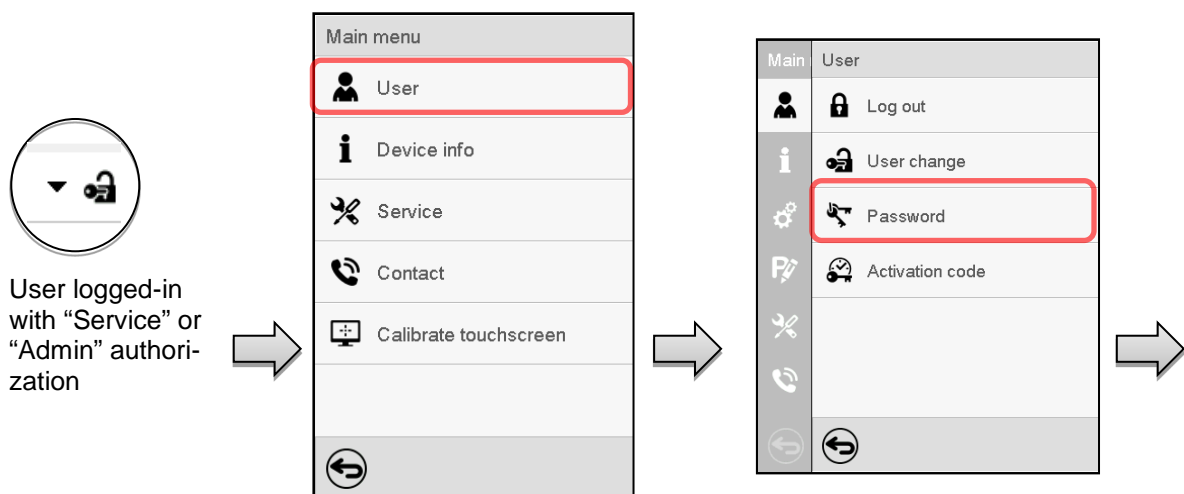 User logged-in
with “Service” or
“Admin” authori-
zation
Main menu
User
Device info
Service
Contact
Calibrate touchscreen
Main
User
Log out
User change
Password
Activation code